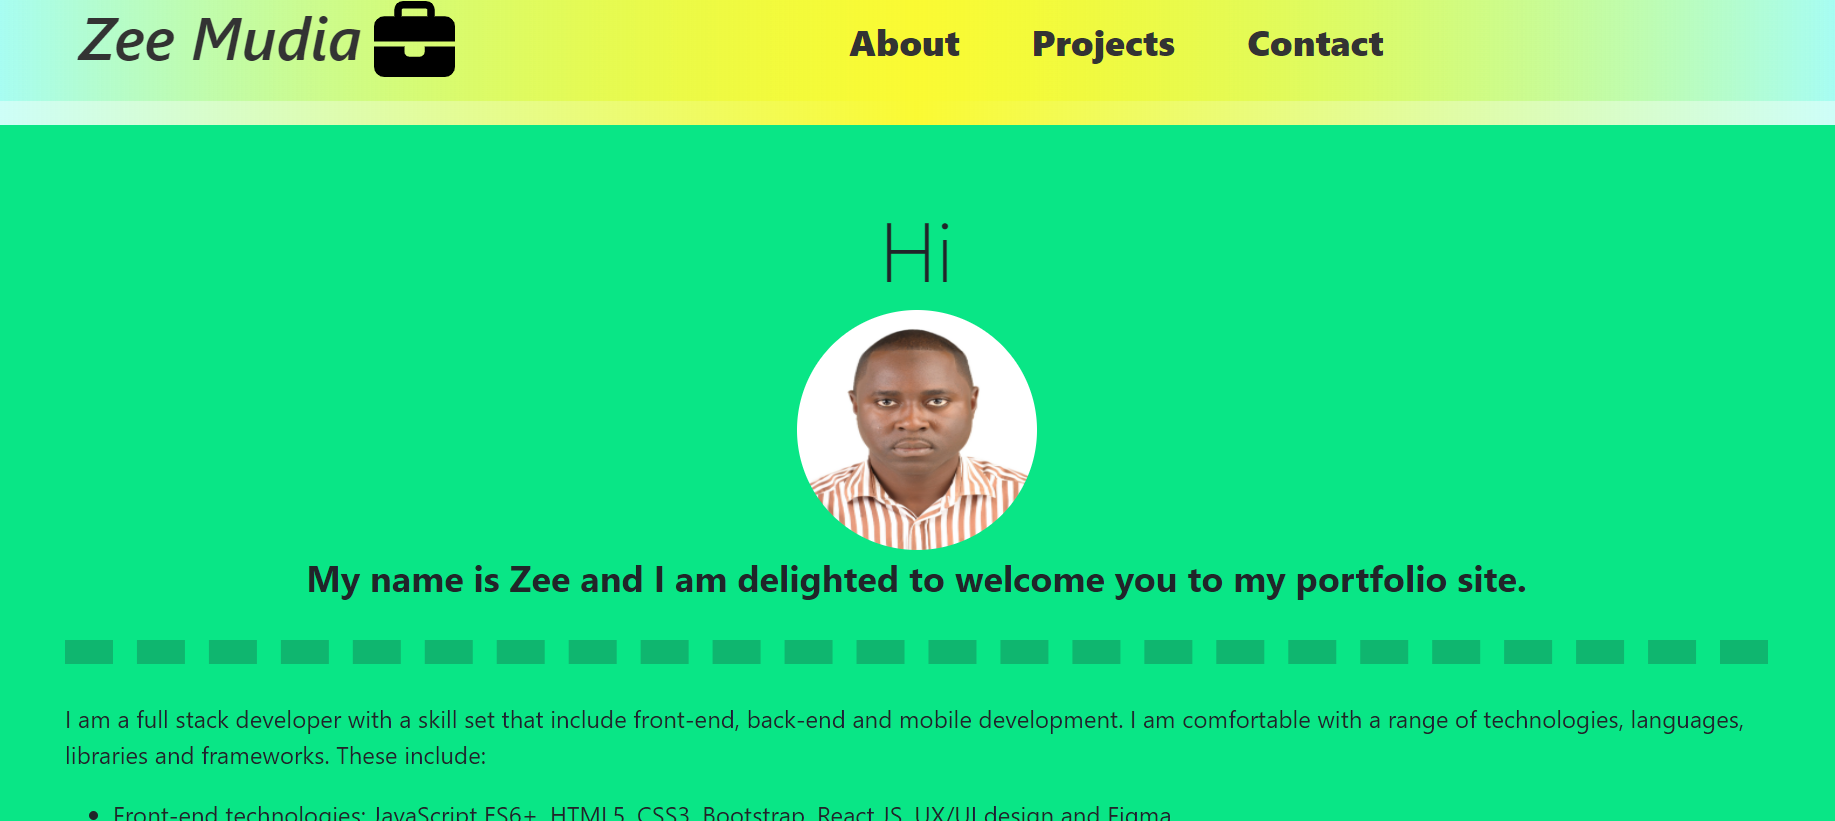 Zee Mudia
About Projects Contact
Hi
My name is Zee and I am delighted to welcome you to my portfolio site.
I am a full stack developer with a skill set that include front-end, back-end and mobile development. I am comfortable with a range of technologies, languages,
libraries and frameworks. These include:
Front-end technologies: JavaScript ES6+, HTML5, CSS3, Bootstrap, React JS, UX/UI design and Figma